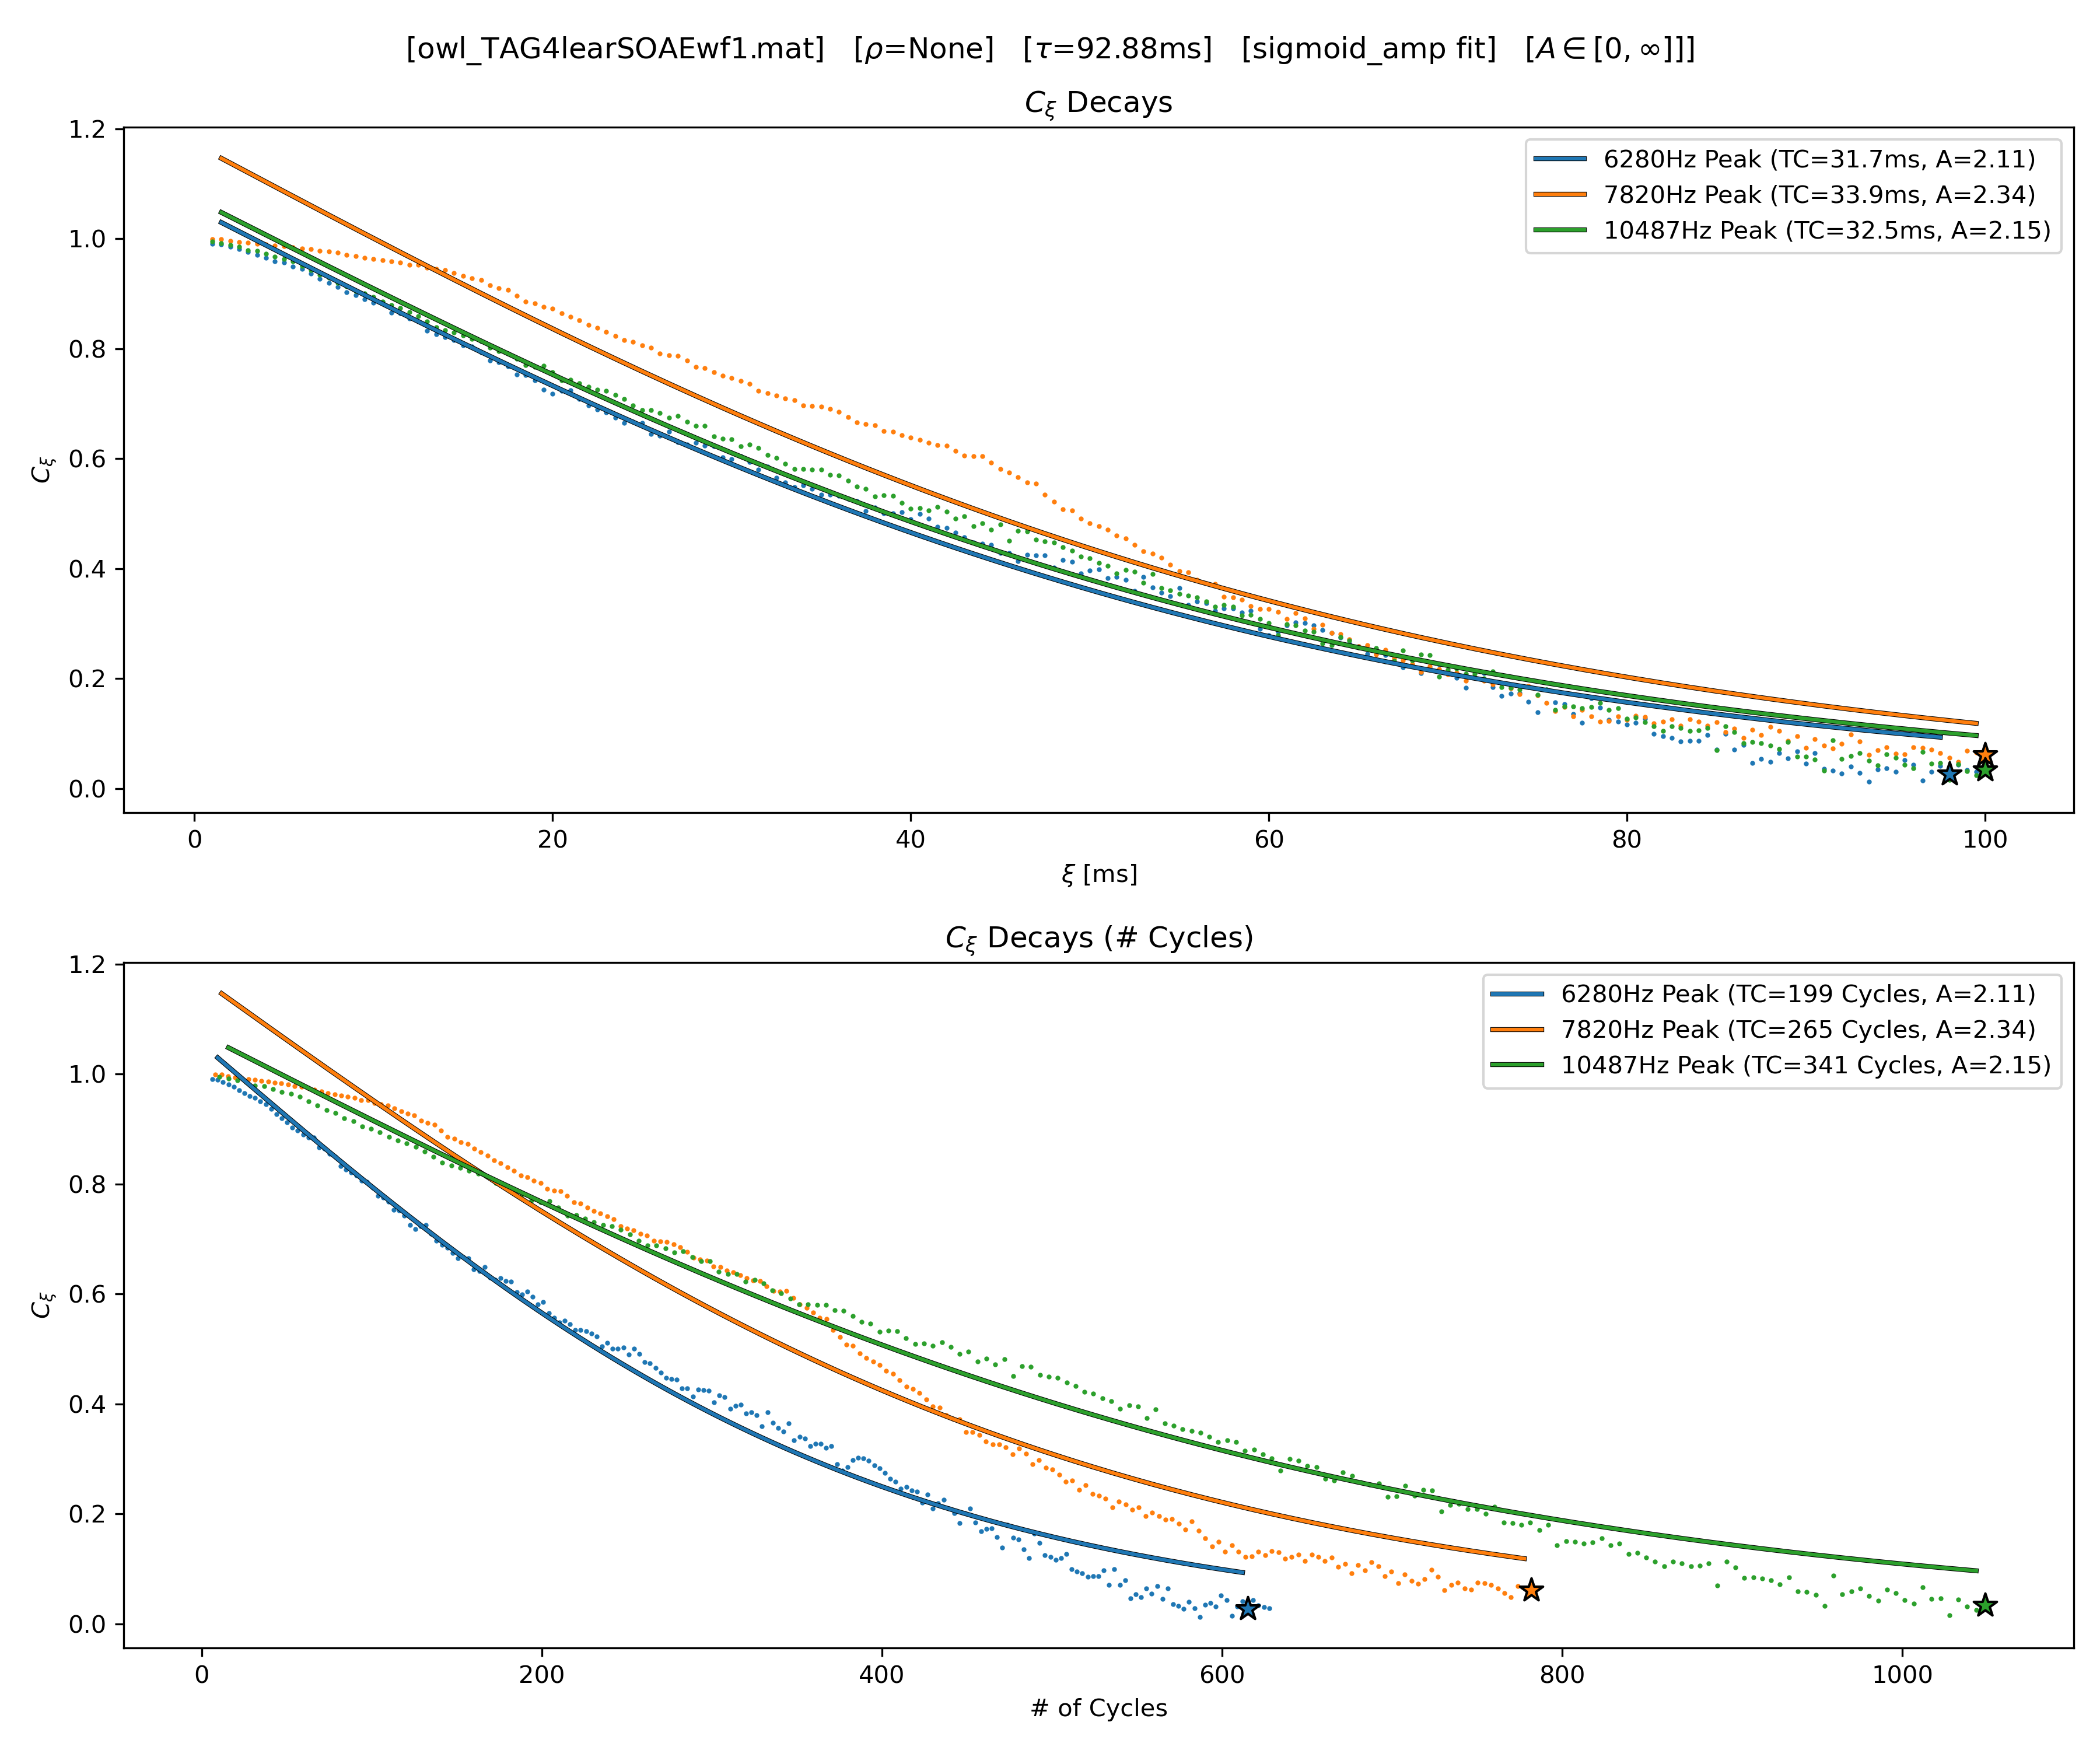 [owl_TAG4learSOAEwf1.mat] [ρ=None] [τ=92.88ms] [sigmoid_amp fit] [A ∈ [0, ∞]]]
C_ξ Decays
1.2
1.0
0.8
0.6
0.4
0.2
0.0
C_ξ
6280Hz Peak (TC=31.7ms, A=2.11)
7820Hz Peak (TC=33.9ms, A=2.34)
10487Hz Peak (TC=32.5ms, A=2.15)
0 20 40 60 80 100
ξ [ms]
C_ξ Decays (# Cycles)
1.2
1.0
0.8
0.6
0.4
0.2
0.0
C_ξ
6280Hz Peak (TC=199 Cycles, A=2.11)
7820Hz Peak (TC=265 Cycles, A=2.34)
10487Hz Peak (TC=341 Cycles, A=2.15)
0 200 400 600 800 1000
# of Cycles